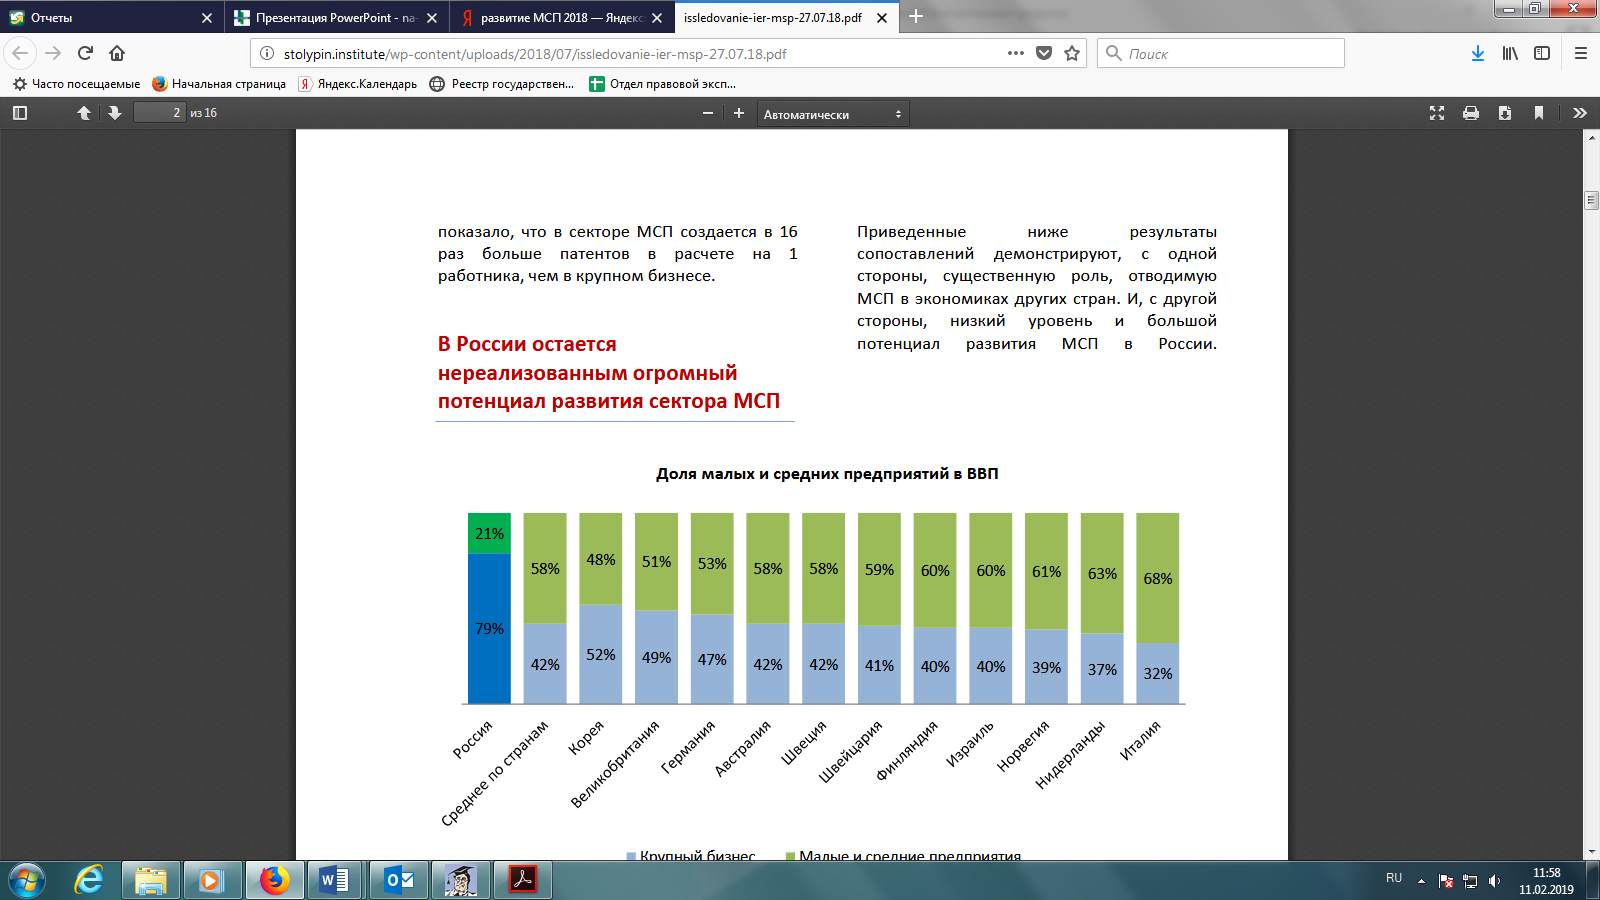 Отчеты
Презентация PowerPoint - na-
развитие МСП 2018 — Яндекс
issledovanie-ier-msp-27.07.18.pdf
stolypin.institute/wp-content/uploads/2018/07/issledovanie-ier-msp-27.07.18.pdf
Поиск
Часто посещаемые
Начальная страница
Яндекс.Календарь
Реестр государствен...
Отдел правовой эксп...
2 из 16
Автоматически
показало, что в секторе МСП создается в 16
раз больше патентов в расчете на 1
работника, чем в крупном бизнесе.
В России остается
нереализованным огромный
потенциал развития сектора МСП
Приведенные ниже результаты
сопоставлений демонстрируют, с одной
стороны, существенную роль, отводимую
МСП в экономиках других стран. И, с другой
стороны, низкий уровень и большой
потенциал развития МСП в России.
Доля малых и средних предприятий в ВВП
21% 58% 48% 51% 53% 58% 58% 59% 60% 60% 61% 63% 68%
79% 42% 52% 49% 47% 42% 42% 41% 40% 40% 39% 37% 32%
Россия
Среднее по странам
Корея
Великобритания
Германия
Австралия
Швеция
Швейцария
Финляндия
Израиль
Норвегия
Нидерланды
Италия
Крупный бизнес
Малые и средние предприятия
RU
11:58
11.02.2019